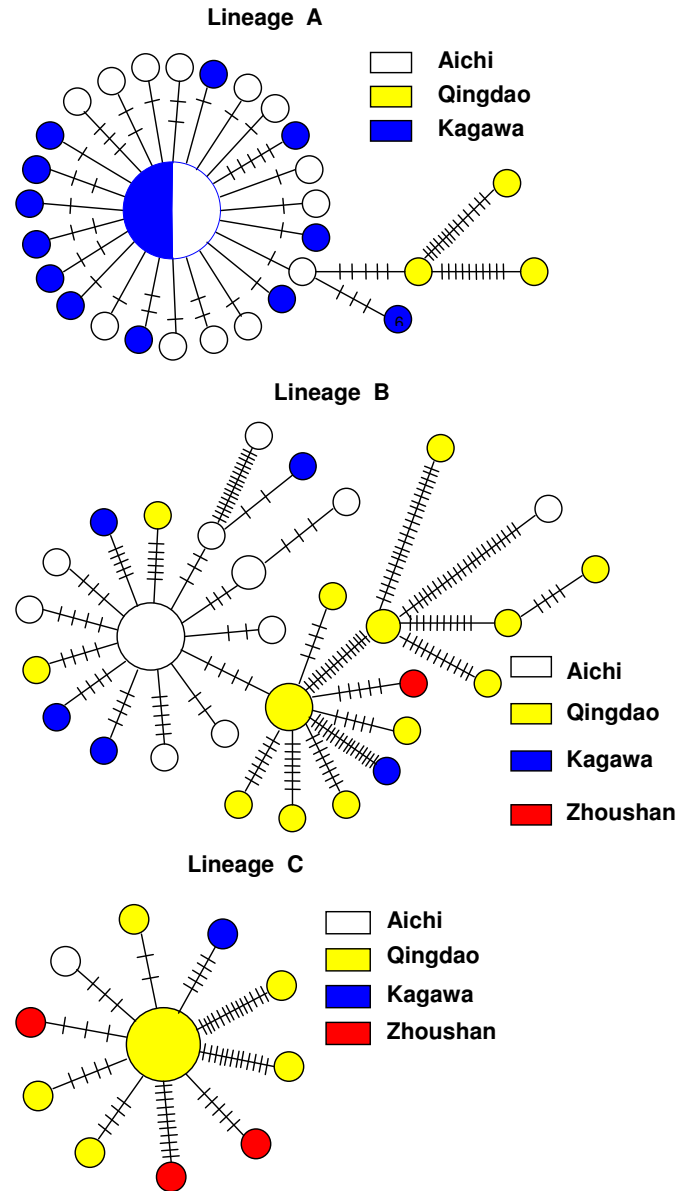 Lineage A
Aichi
Qingdao
Kagawa
6
Lineage B
Aichi
Qingdao
Kagawa
Zhoushan
Lineage C
Aichi
Qingdao
Kagawa
Zhoushan